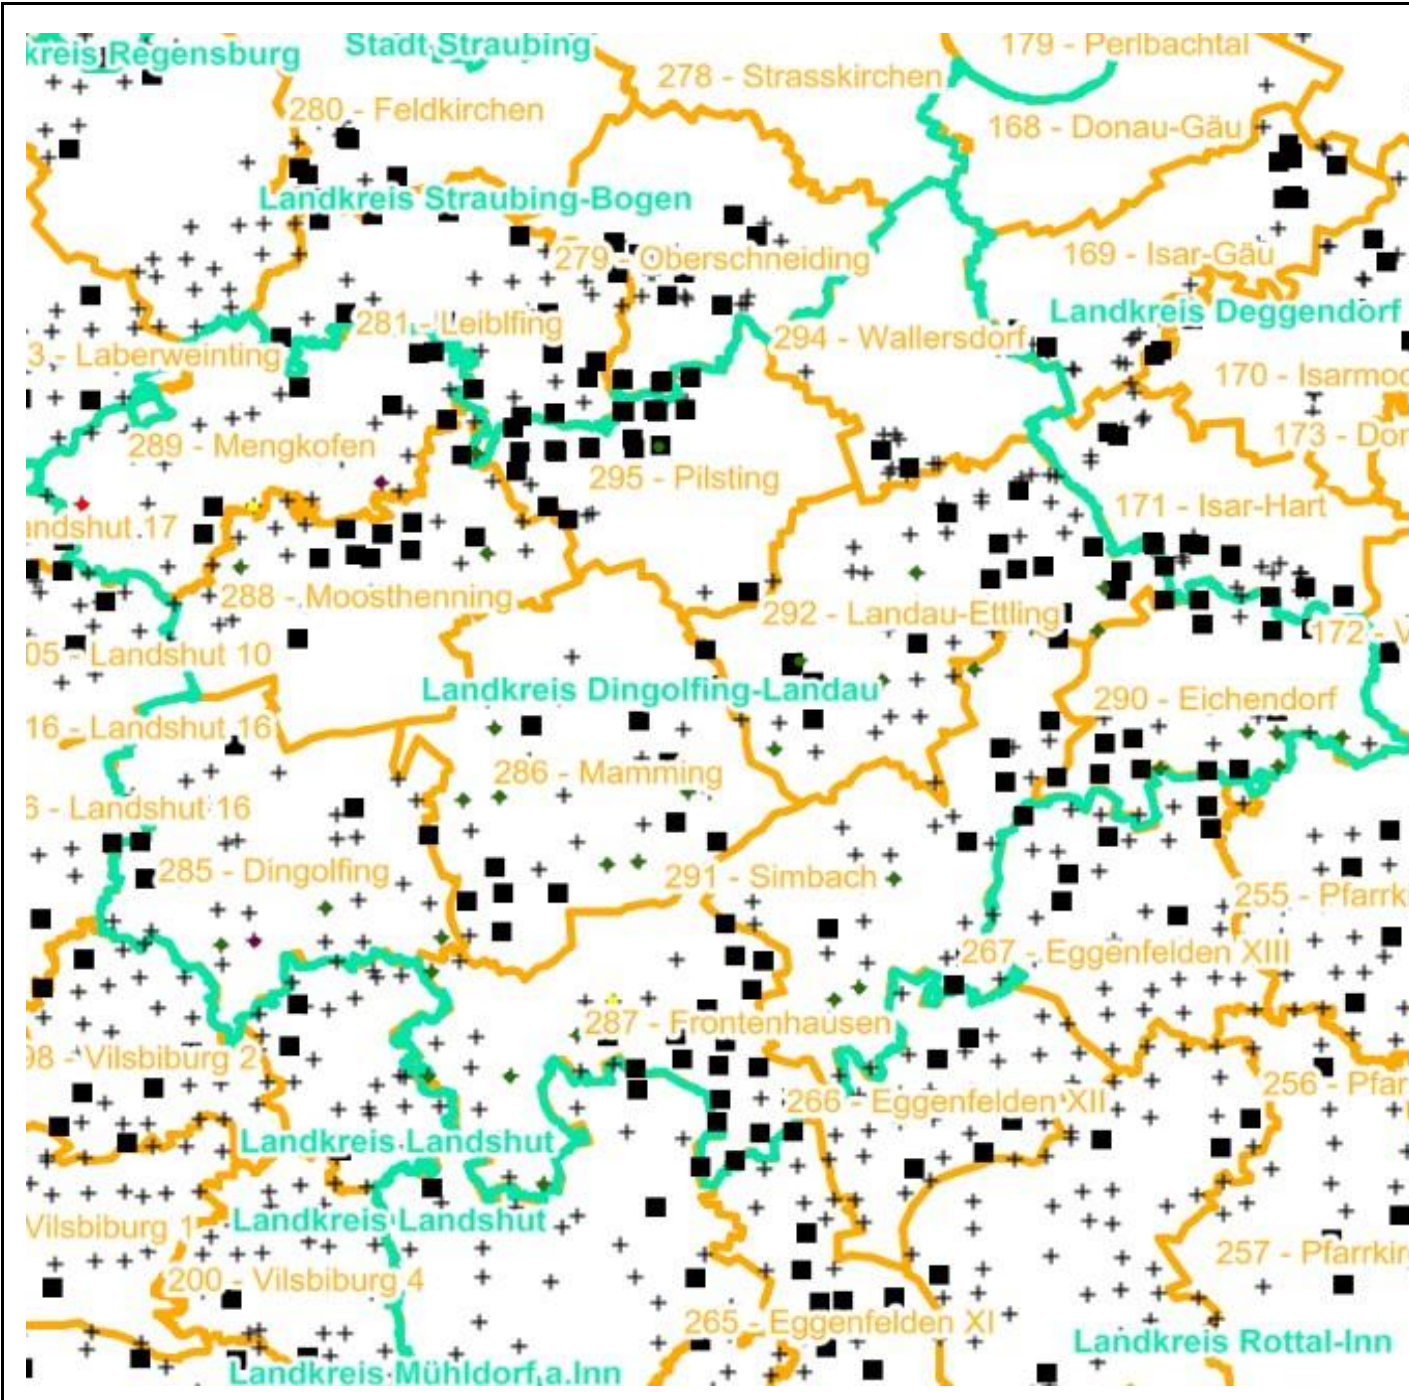 kreis Regensburg
Stadt Straubing
179 - Perlbachtal
278 - Strasskirchen
280 - Feldkirchen
168 - Donau-Gäu
Landkreis Straubing-Bogen
279 - Oberschneiding
169 - Isar-Gäu
Landkreis Deggendorf
281 - Leiblfing
294 - Wallersdorf
3 - Laberweinting
170 - Isarmoo
289 - Mengkofen
173 - Don
295 - Pilsting
171 - Isar-Hart
andshut 17
288 - Moosthenning
292 - Landau-Ettling
172 - V
05 - Landshut 10
Landkreis Dingolfing-Landau
290 - Eichendorf
16 - Landshut 16
286 - Mamming
6 - Landshut 16
285 - Dingolfing
291 - Simbach
255 - Pfarrki
267 - Eggenfelden XIII
287 - Frontenhausen
98 - Vilsbiburg 2
256 - Pfar
266 - Eggenfelden XII
Landkreis Landshut
Vilsbiburg 1
Landkreis Landshut
257 - Pfarrkirc
200 - Vilsbiburg 4
265 - Eggenfelden XI
Landkreis Rottal-Inn
Landkreis Mühldorf a.Inn